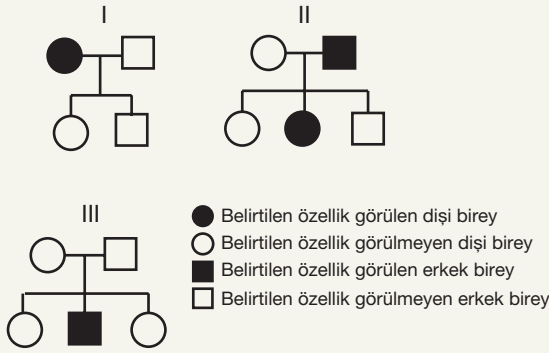 I
II
III
Belirtilen özellik görülen dişi birey
Belirtilen özellik görülmeyen dişi birey
Belirtilen özellik görülen erkek birey
Belirtilen özellik görülmeyen erkek birey